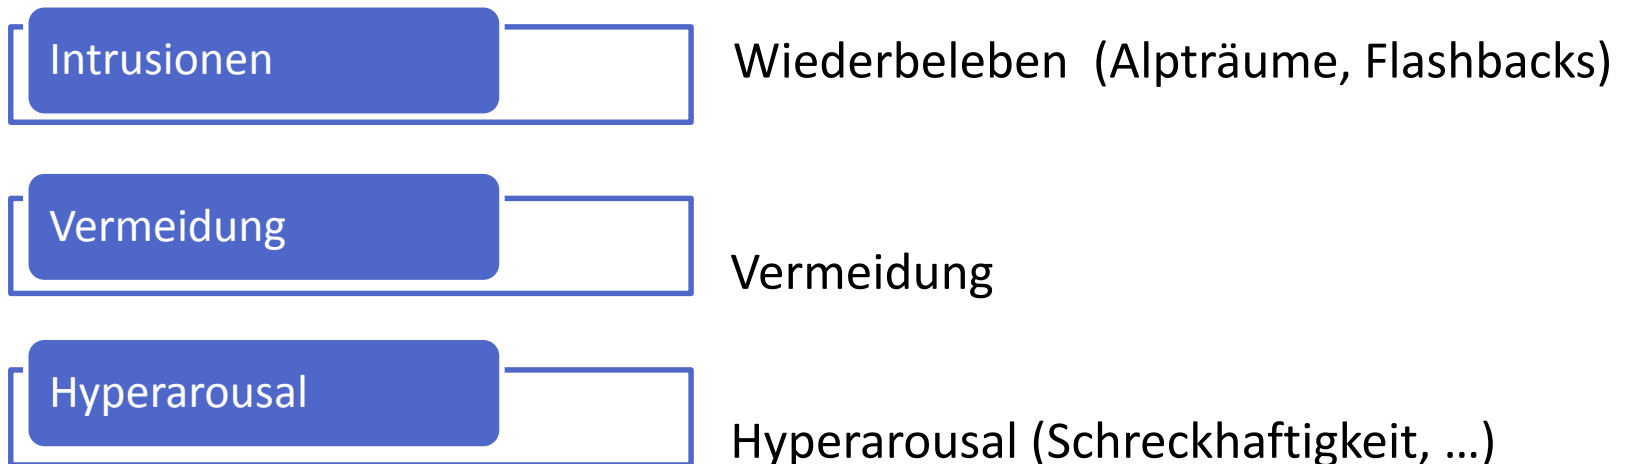 Intrusionen
Wiederbeleben (Alpträume, Flashbacks)
Vermeidung
Vermeidung
Hyperarousal
Hyperarousal (Schreckhaftigkeit, ...)